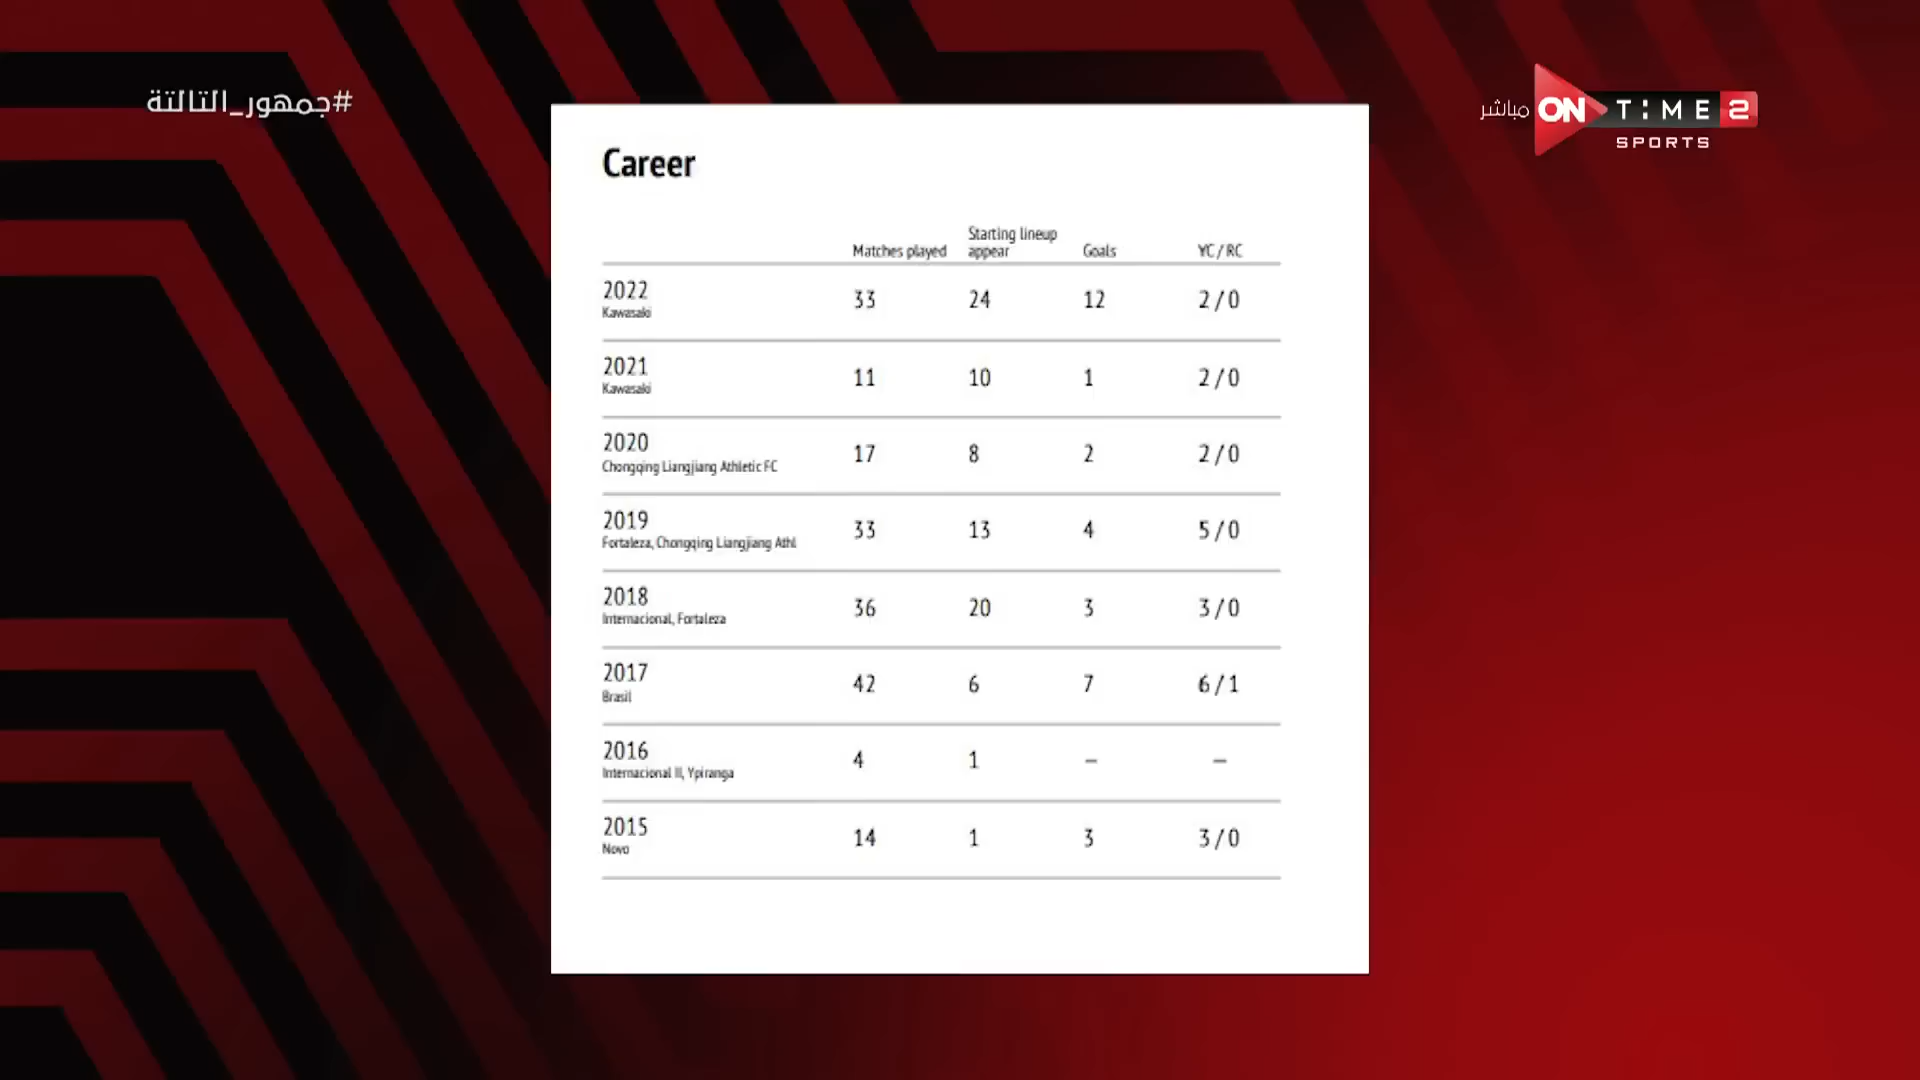 #جمهور_التالتة
مباشر
ON TIME 2
SPORTS
Career
Matches played Starting lineup appear Goals YC / RC
2022 33 24 12 2 / 0
Kawasaki
2021 11 10 1 2 / 0
Kawasaki
2020 17 8 2 2 / 0
Chongqing Liangjiang Athletic FC
2019 33 13 4 5 / 0
Fortaleza, Chongqing Liangjiang Athl
2018 36 20 3 3 / 0
Internacional, Fortaleza
2017 42 6 7 6 / 1
Brasil
2016 4 1 — —
Internacional II, Ypiranga
2015 14 1 3 3 / 0
Novo